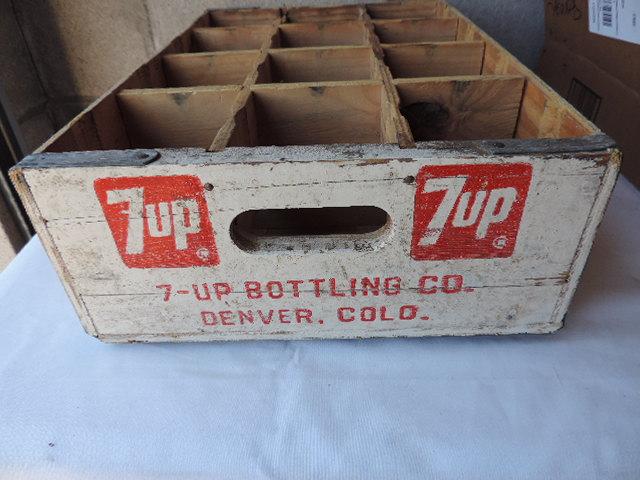 7up® 7up®
7-UP BOTTLING CO.
DENVER, COLO.